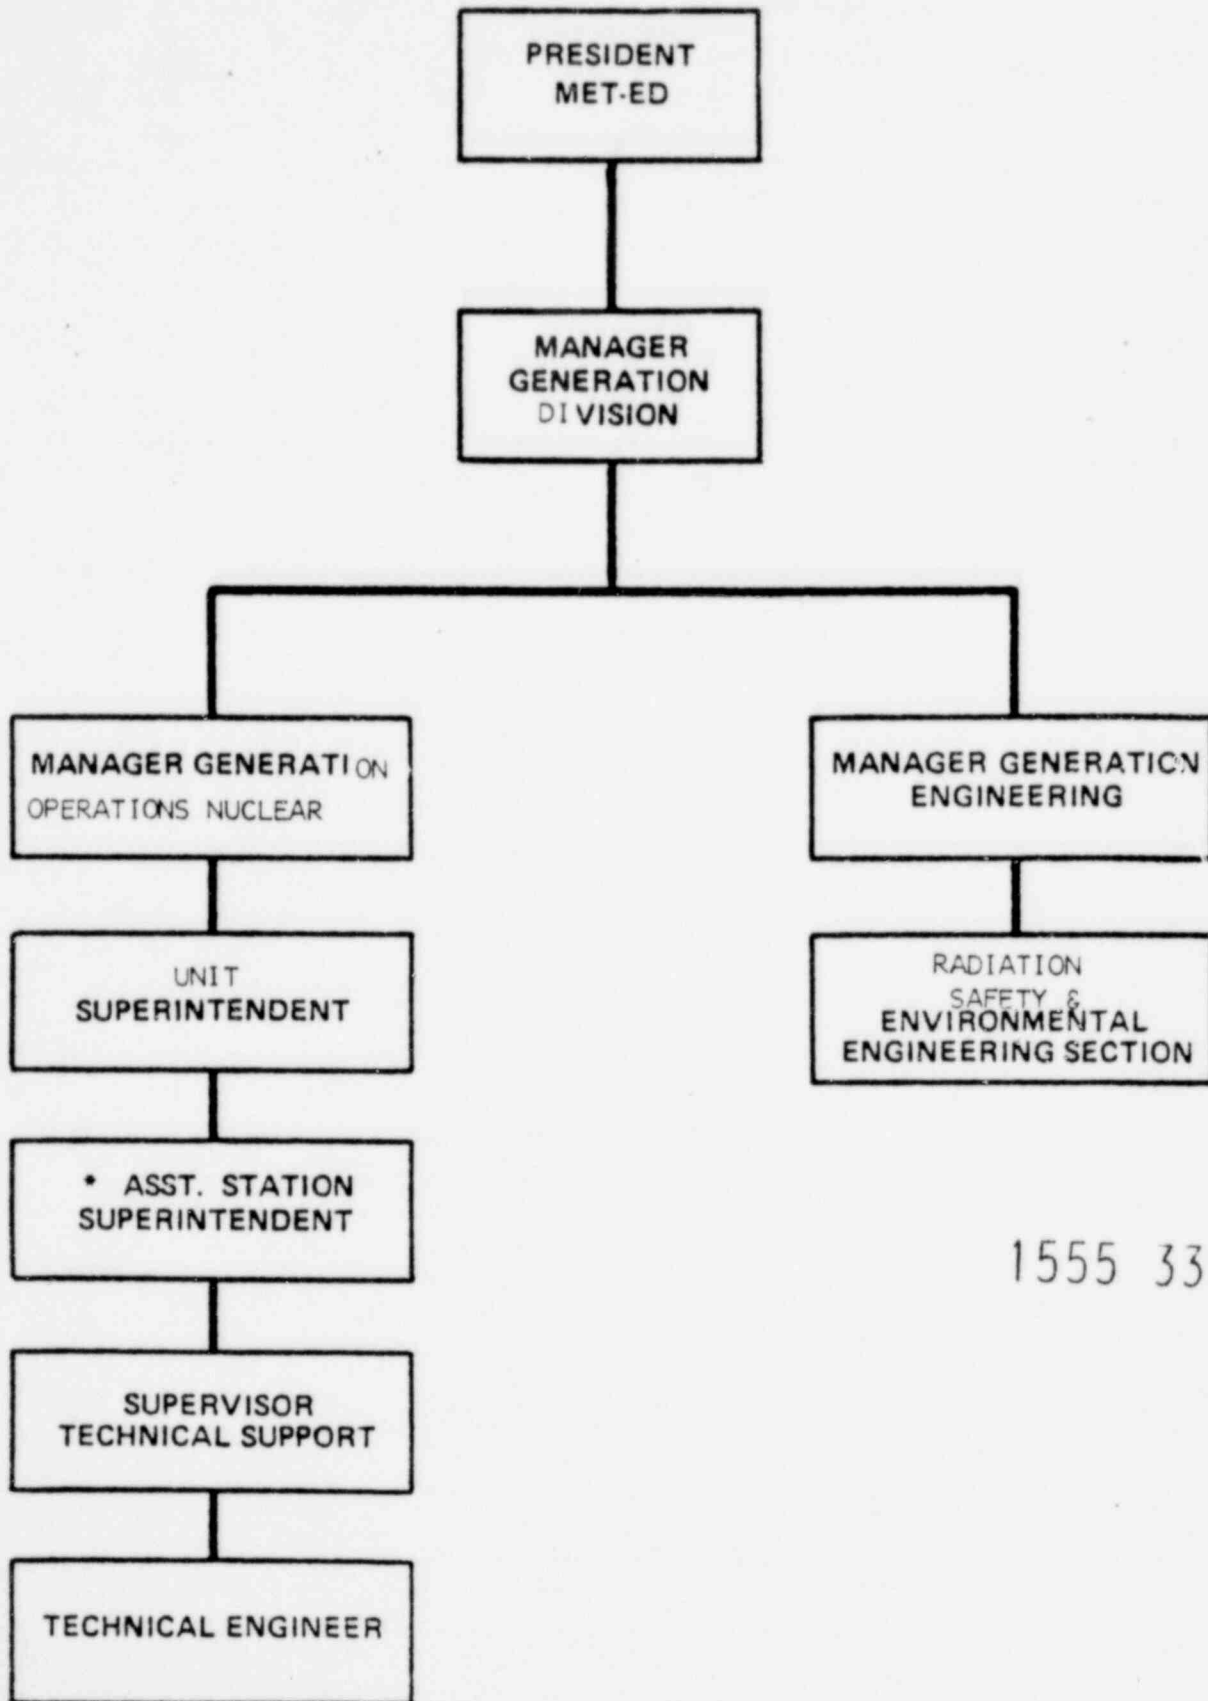 PRESIDENT
MET-ED
MANAGER
GENERATION
DIVISION
MANAGER GENERATION
OPERATIONS NUCLEAR
MANAGER GENERATION
ENGINEERING
UNIT
SUPERINTENDENT
RADIATION
SAFETY &
ENVIRONMENTAL
ENGINEERING SECTION
* ASST. STATION
SUPERINTENDENT
1555 33
SUPERVISOR
TECHNICAL SUPPORT
TECHNICAL ENGINEER